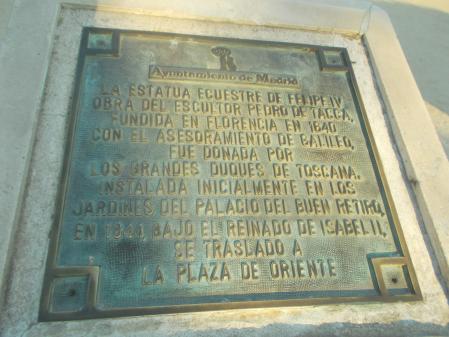 Ayuntamiento de Madrid
LA ESTATUA ECUESTRE DE FELIPE IV,
OBRA DEL ESCULTOR PEDRO DE TACCA,
FUNDIDA EN FLORENCIA EN 1640
CON EL ASESORAMIENTO DE GALILEO,
FUE DONADA POR
LOS GRANDES DUQUES DE TOSCANA.
INSTALADA INICIALMENTE EN LOS
JARDINES DEL PALACIO DEL BUEN RETIRO,
EN 1844, BAJO EL REINADO DE ISABEL II,
SE TRASLADO A
LA PLAZA DE ORIENTE